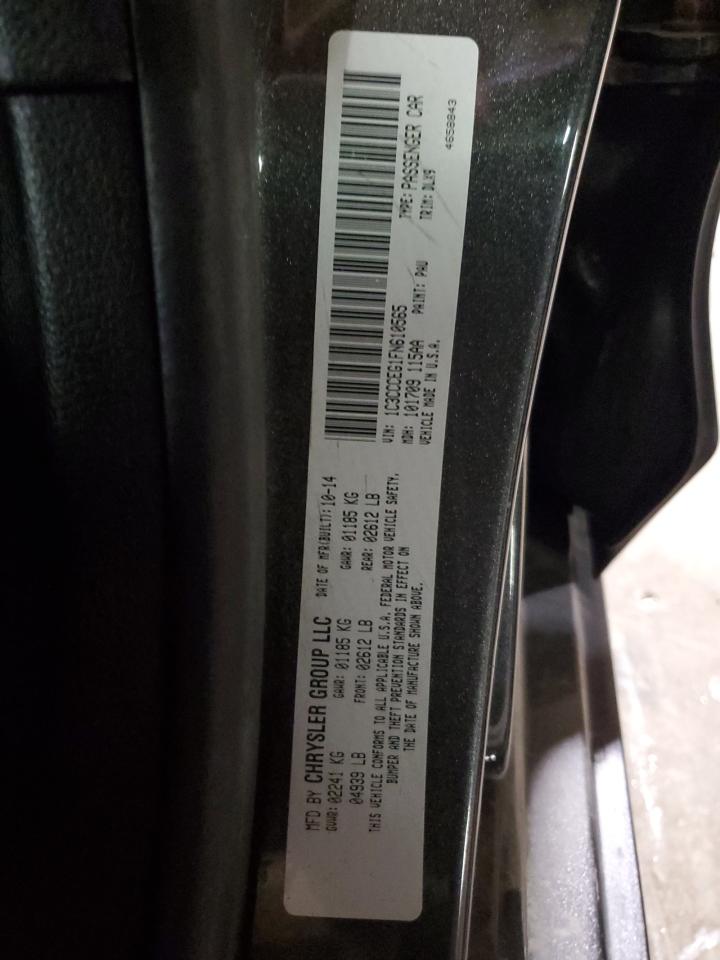 MFD BY CHRYSLER GROUP LLC DATE OF MFR(BUILT): 10-14
GVWR: 02241 KG GAWR: 01185 KG GAWR: 01185 KG
04939 LB FRONT: 02612 LB REAR: 02612 LB
THIS VEHICLE CONFORMS TO ALL APPLICABLE U.S.A. FEDERAL MOTOR VEHICLE SAFETY,
BUMPER AND THEFT PREVENTION STANDARDS IN EFFECT ON
THE DATE OF MANUFACTURE SHOWN ABOVE.
VIN: 1C3CCCEG1FN610565 TYPE: PASSENGER CAR
MDH: 101709 115AA PAINT: PAU TRIM: DLX9
VEHICLE MADE IN U.S.A.
4658843